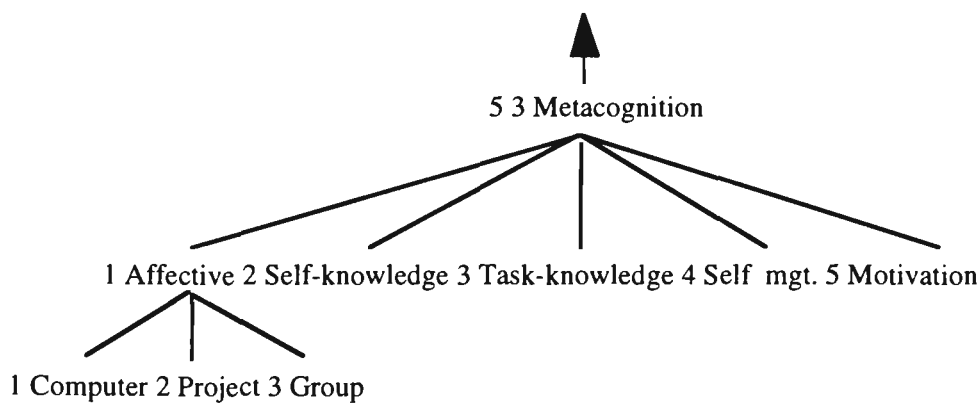 5 3 Metacognition
1 Affective 2 Self-knowledge 3 Task-knowledge 4 Self mgt. 5 Motivation
1 Computer 2 Project 3 Group